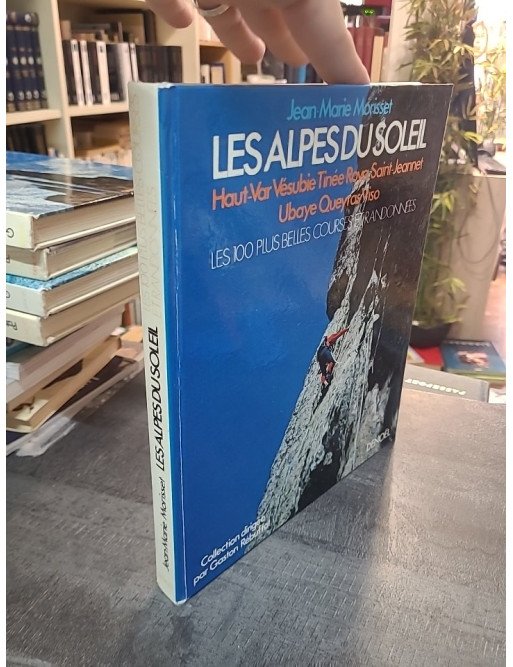 Jean-Marie Morisset
LES ALPES DU SOLEIL
Haut-Var Vésubie Tinée Roya Saint-Jeannet
Ubaye Queyras Viso
LES 100 PLUS BELLES COURSES ET RANDONNÉES
DENOËL
Collection dirigée
par Gaston Rébuffat
Jean-Marie Morisset LES ALPES DU SOLEIL